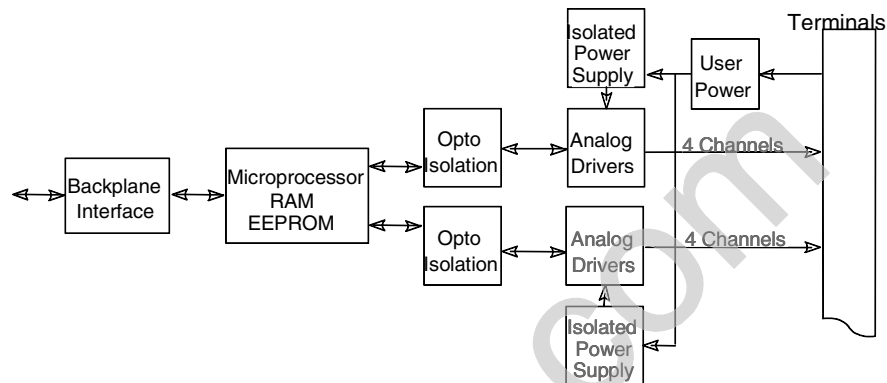 Terminals
Isolated
Power
Supply
User
Power
Opto
Isolation
Analog
Drivers
4 Channels
Backplane
Interface
Microprocessor
RAM
EEPROM
Opto
Isolation
Analog
Drivers
4 Channels
Isolated
Power
Supply
com